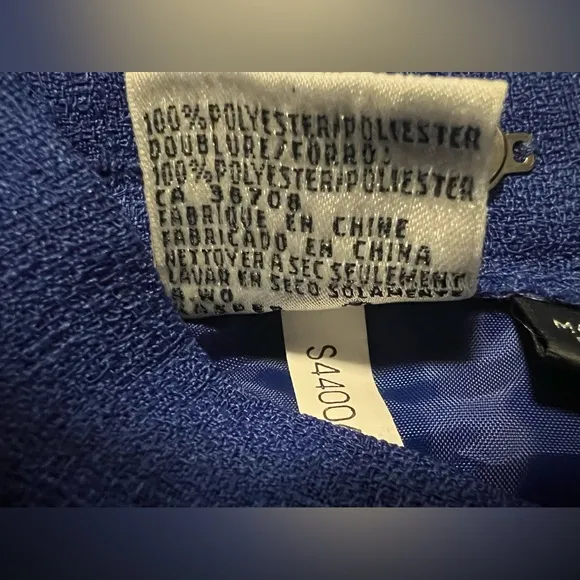 100%POLYESTER/POLIESTER
DOUBLURE/FORRO:
100%POLYESTER/POLIESTER
CA 38708
FABRIQUE EN CHINE
FABRICADO EN CHINA
NETTOYER A SEC SEULEMENT
LAVAR EN SECO SOLAMENTE
S4400
M